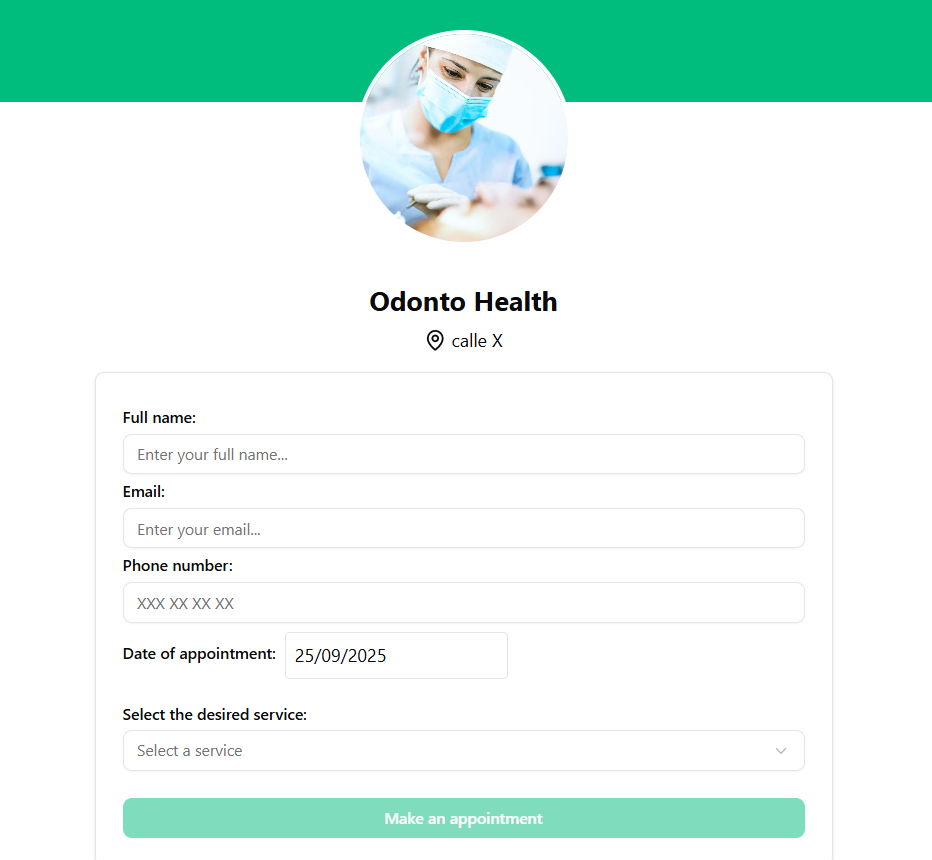 Odonto Health
calle X
Full name:
Enter your full name...
Email:
Enter your email...
Phone number:
XXX XX XX XX
Date of appointment: 25/09/2025
Select the desired service:
Select a service
Make an appointment